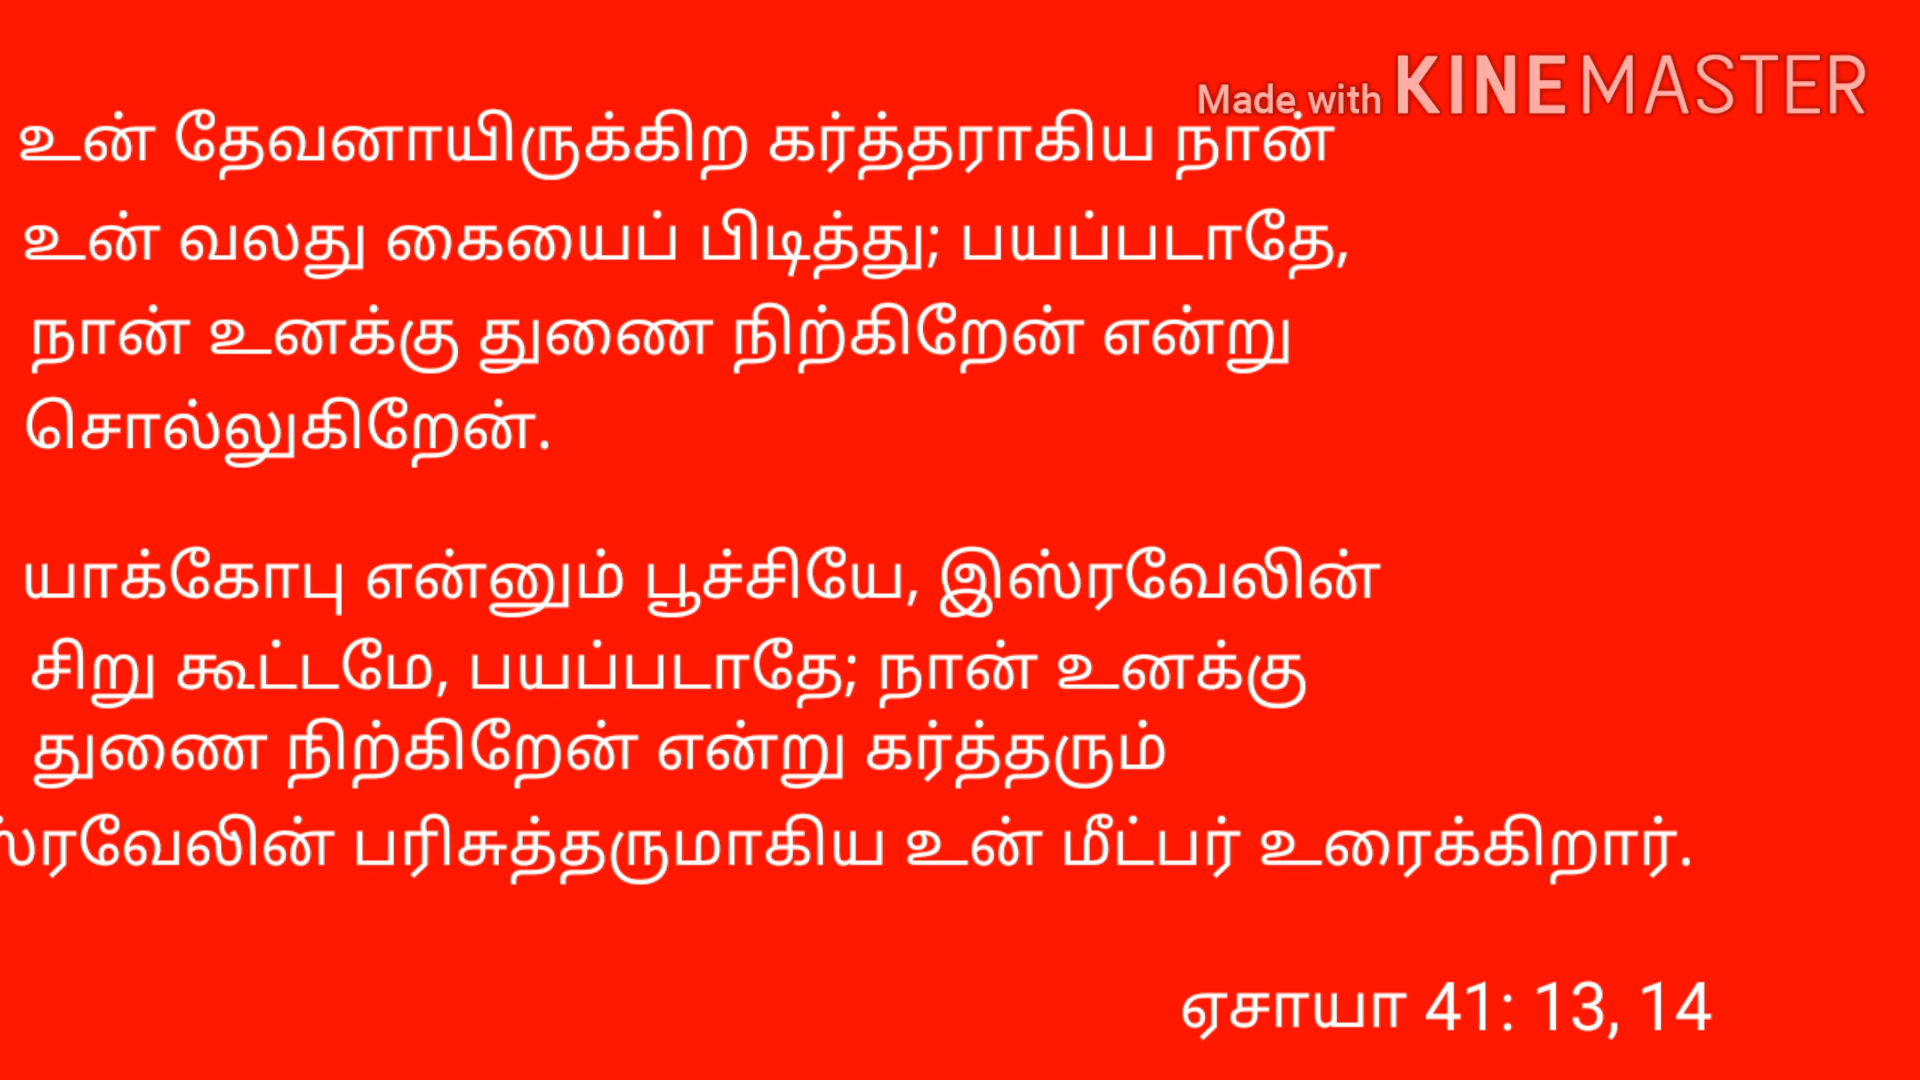 Made with KINEMASTER
உன் தேவனாயிருக்கிற கர்த்தராகிய நான்
உன் வலது கையைப் பிடித்து; பயப்படாதே,
நான் உனக்கு துணை நிற்கிறேன் என்று
சொல்லுகிறேன்.
யாக்கோபு என்னும் பூச்சியே, இஸ்ரவேலின்
சிறு கூட்டமே, பயப்படாதே; நான் உனக்கு
துணை நிற்கிறேன் என்று கர்த்தரும்
ஸ்ரவேலின் பரிசுத்தருமாகிய உன் மீட்பர் உரைக்கிறார்.
ஏசாயா 41: 13, 14